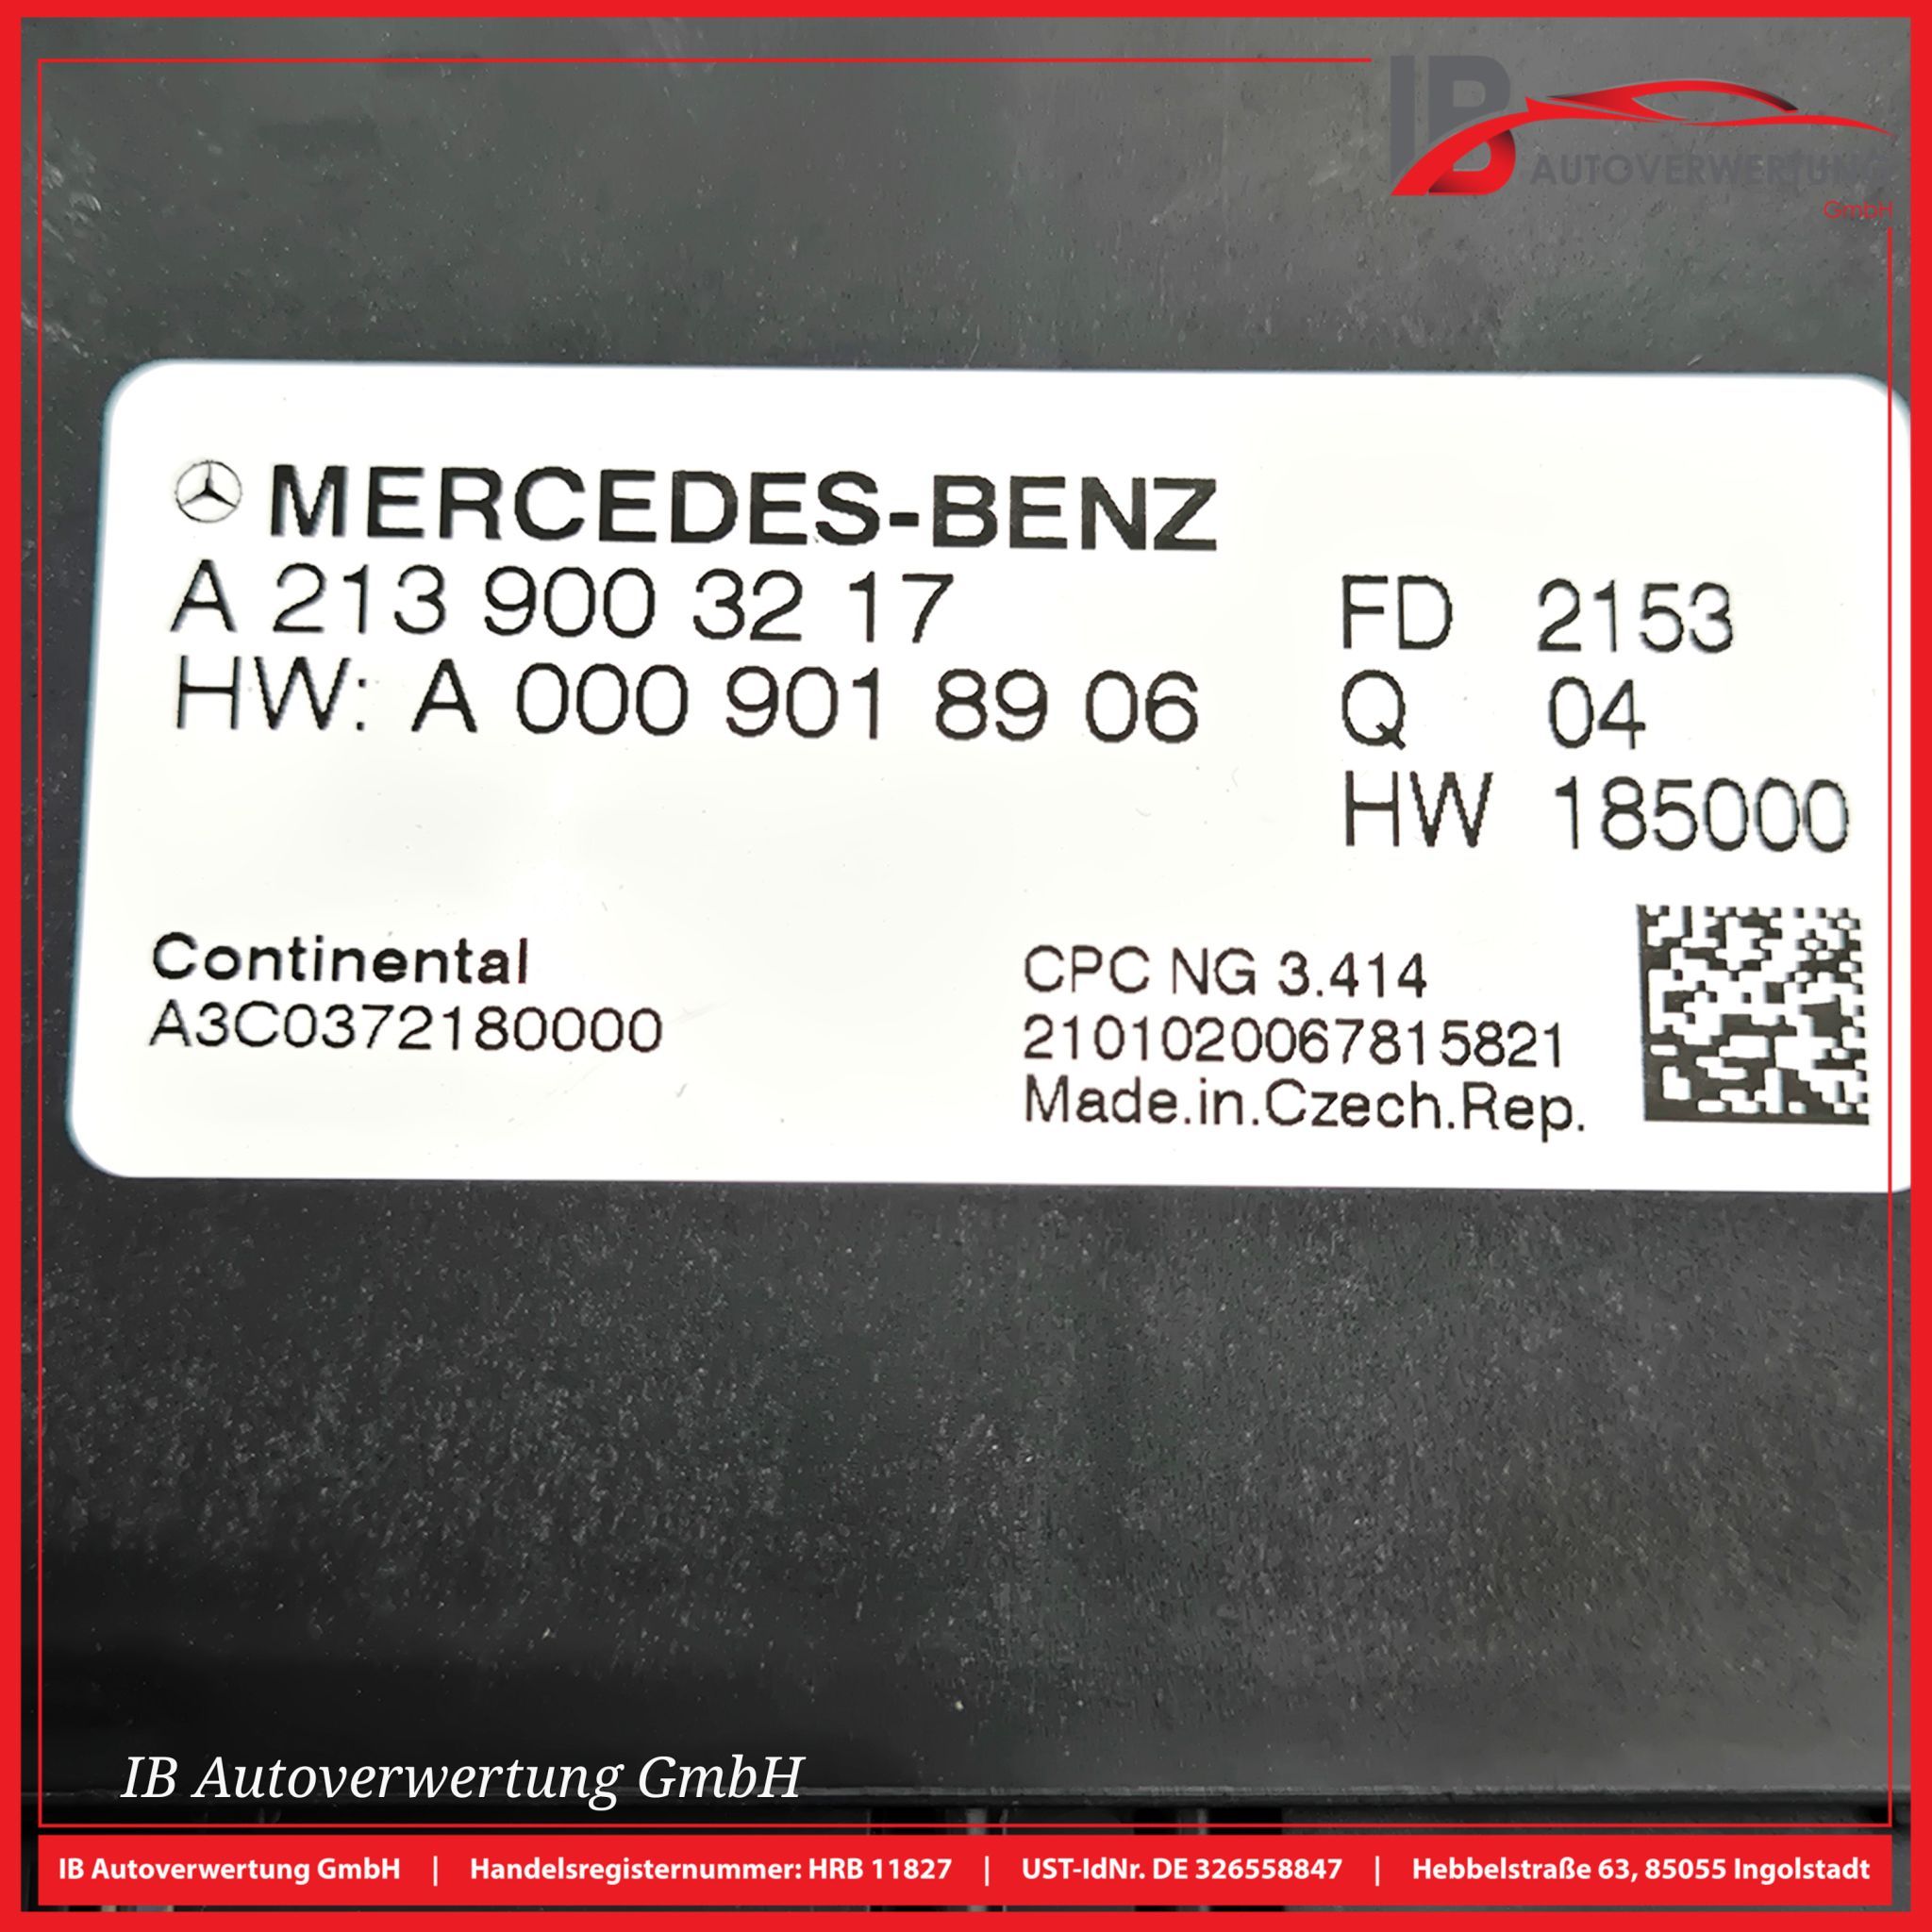 IB
AUTOVERWERTUNG
GmbH
MERCEDES-BENZ
A 213 900 32 17
FD 2153
HW: A 000 901 89 06
Q 04
HW 185000
Continental
A3C0372180000
CPC NG 3.414
2101020067815821
Made.in.Czech.Rep.
IB Autoverwertung GmbH
IB Autoverwertung GmbH | Handelsregisternummer: HRB 11827 | UST-IdNr. DE 326558847 | Hebbelstraße 63, 85055 Ingolstadt